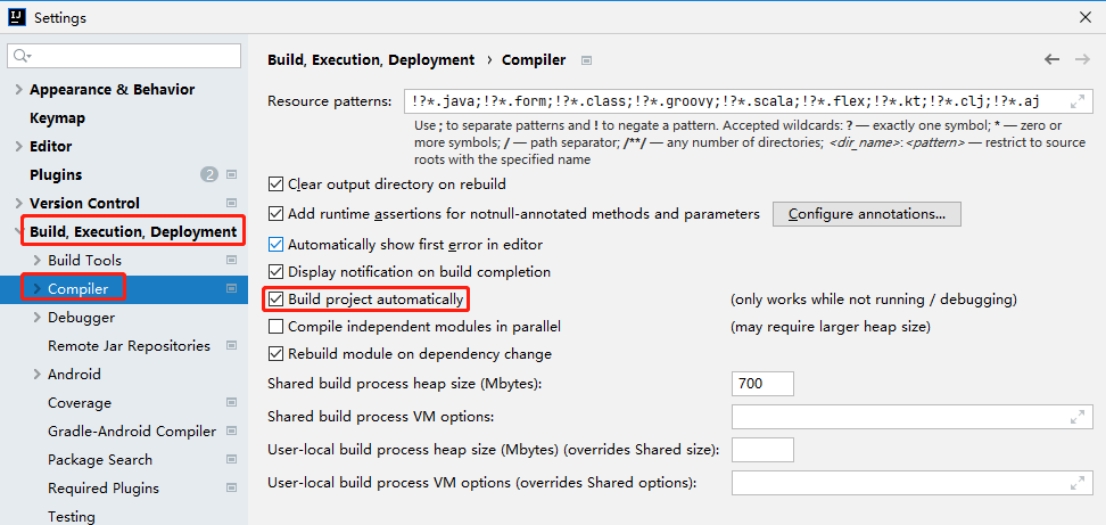 Settings
Appearance & Behavior
Keymap
Editor
Plugins 2
Version Control
Build, Execution, Deployment
Build Tools
Compiler
Debugger
Remote Jar Repositories
Android
Coverage
Gradle-Android Compiler
Package Search
Required Plugins
Testing
Build, Execution, Deployment › Compiler
Resource patterns: !?*.java;!?*.form;!?*.class;!?*.groovy;!?*.scala;!?*.flex;!?*.kt;!?*.clj;!?*.aj
Use ; to separate patterns and ! to negate a pattern. Accepted wildcards: ? — exactly one symbol; * — zero or
more symbols; / — path separator; /**/ — any number of directories; <dir_name>:<pattern> — restrict to source
roots with the specified name
Clear output directory on rebuild
Add runtime assertions for notnull-annotated methods and parameters Configure annotations...
Automatically show first error in editor
Display notification on build completion
Build project automatically (only works while not running / debugging)
Compile independent modules in parallel (may require larger heap size)
Rebuild module on dependency change
Shared build process heap size (Mbytes): 700
Shared build process VM options:
User-local build process heap size (Mbytes) (overrides Shared size):
User-local build process VM options (overrides Shared options):